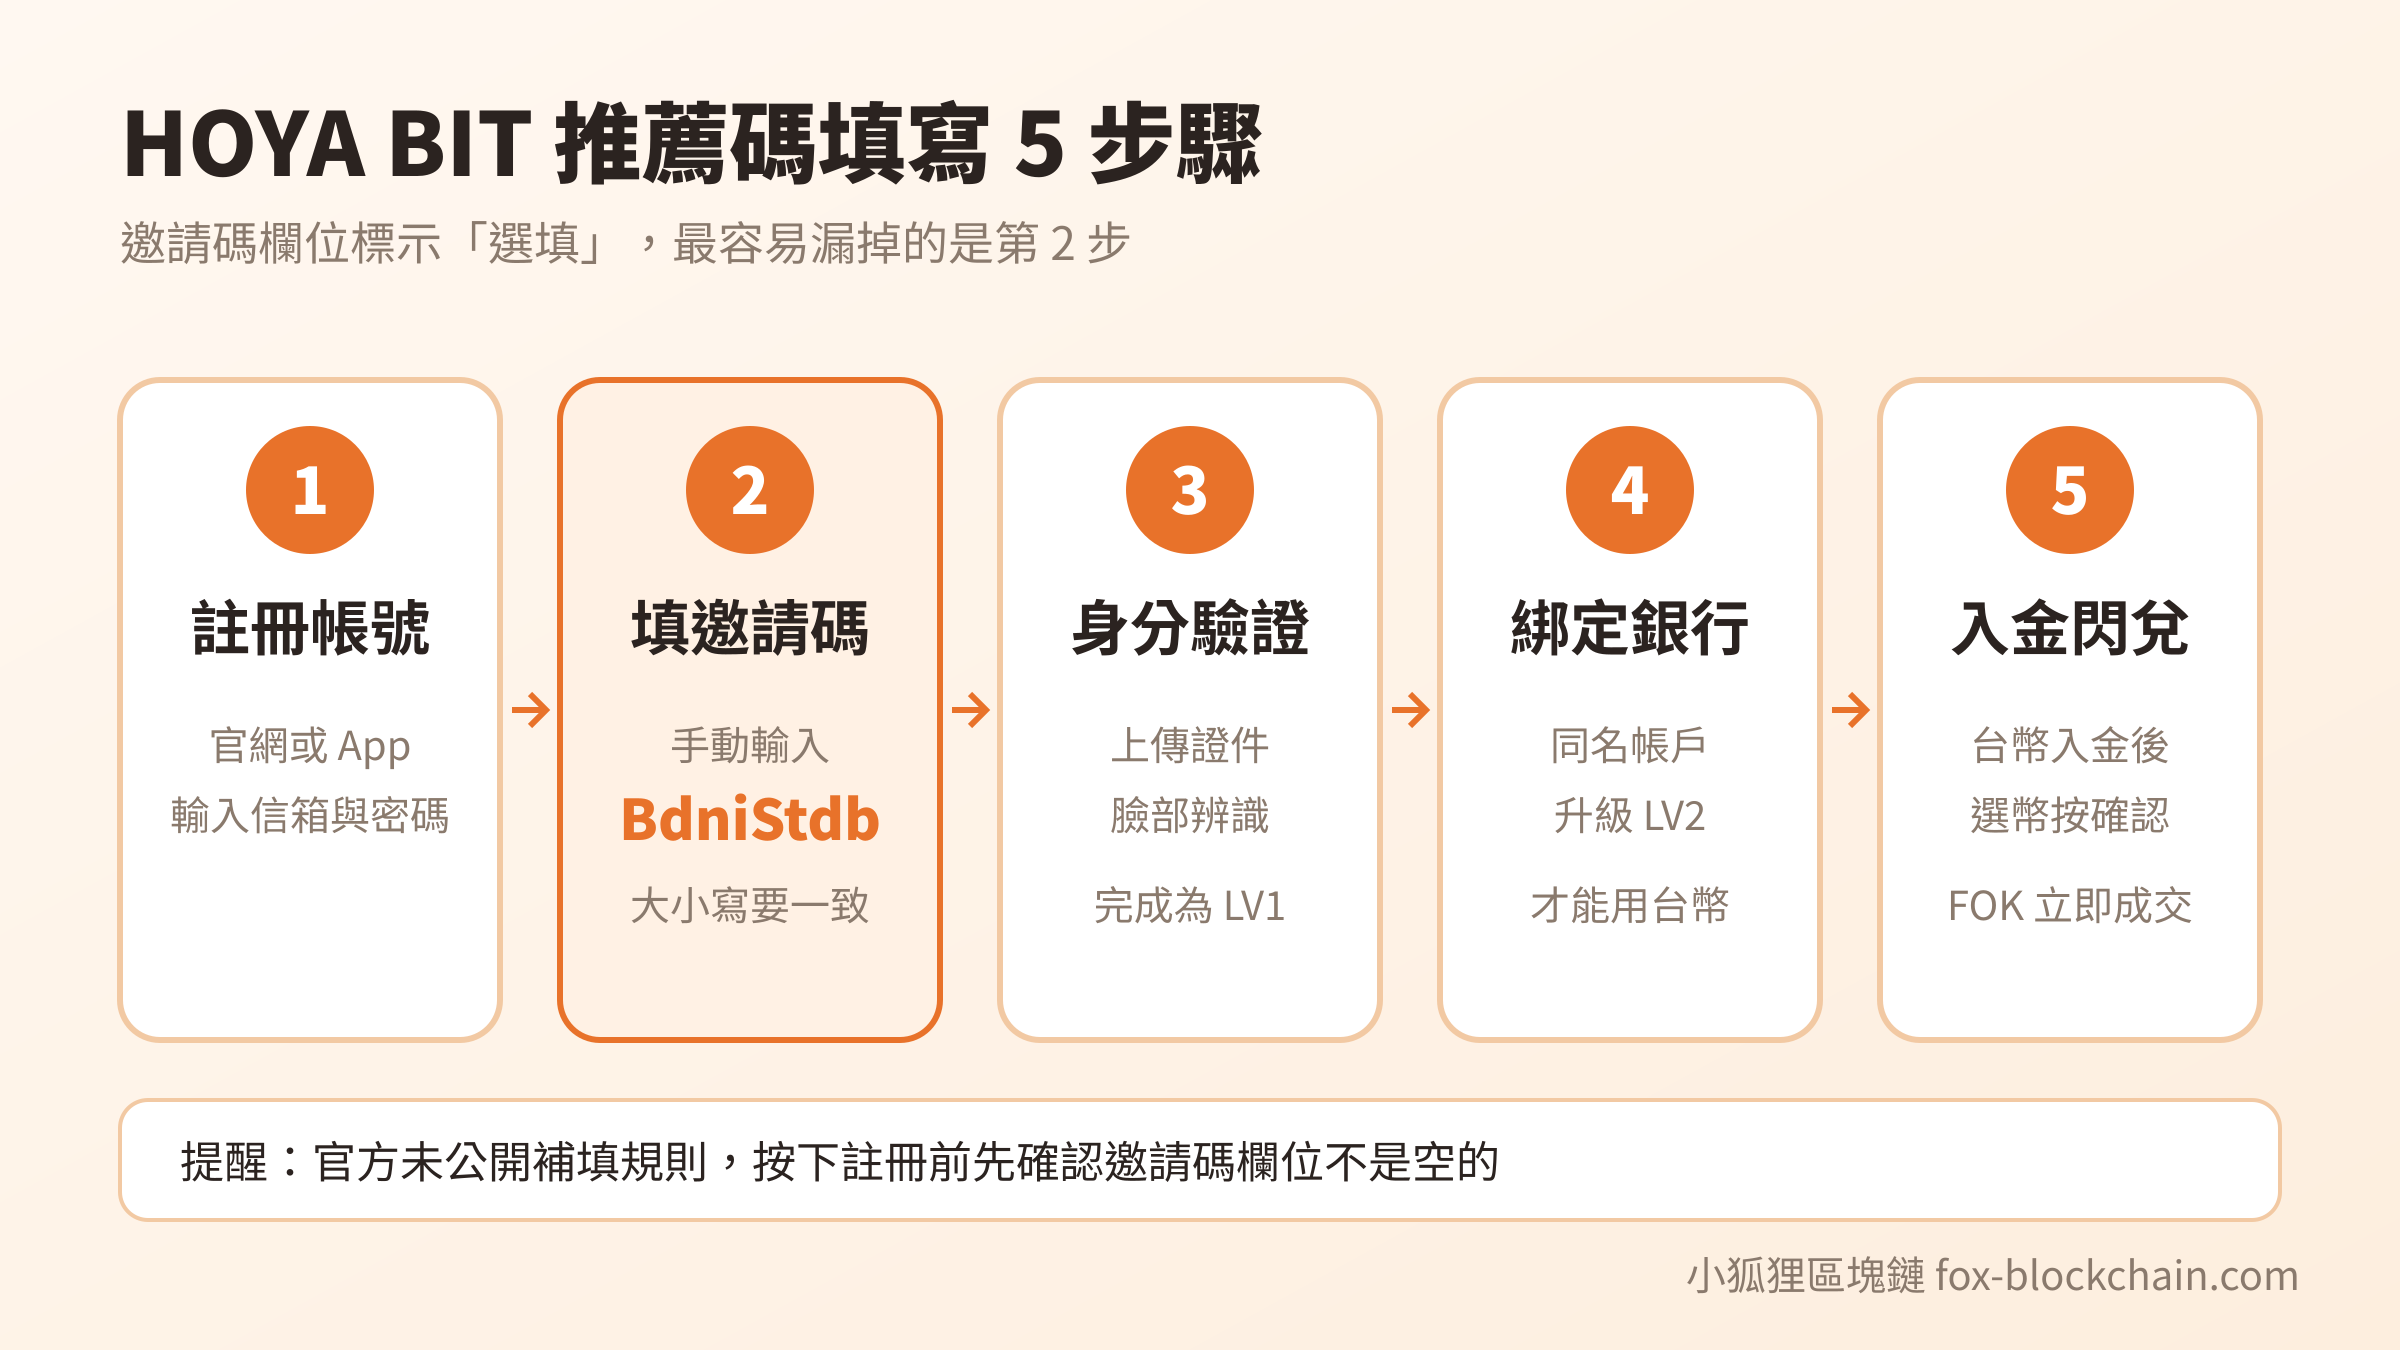 HOYA BIT 推薦碼填寫 5 步驟
邀請碼欄位標示「選填」，最容易漏掉的是第 2 步
1
註冊帳號
官網或 App
輸入信箱與密碼
2
填邀請碼
手動輸入
BdniStdb
大小寫要一致
3
身分驗證
上傳證件
臉部辨識
完成為 LV1
4
綁定銀行
同名帳戶
升級 LV2
才能用台幣
5
入金閃兌
台幣入金後
選幣按確認
FOK 立即成交
提醒：官方未公開補填規則，按下註冊前先確認邀請碼欄位不是空的
小狐狸區塊鏈 fox-blockchain.com